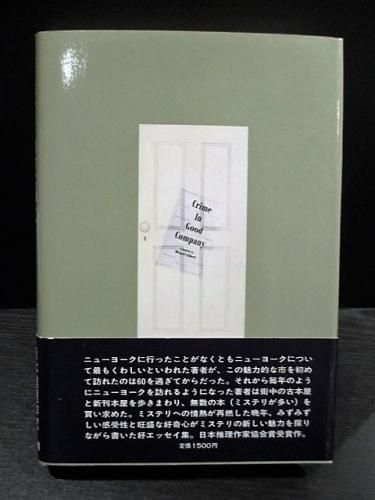 Crime
In
Good
Company
ニューヨークに行ったことがなくともニューヨークについ
て最もくわしいといわれた著者が、この魅力的な市を初め
て訪れたのは60を過ぎてからだった。それから毎年のよう
にニューヨークを訪れるようになった著者は街中の古本屋
と新刊本屋を歩きまわり、無数の本（ミステリが多い）を
買い求めた。ミステリへの情熱が再燃した晩年、みずみず
しい感受性と旺盛な好奇心がミステリの新しい魅力を探り
ながら書いた好エッセイ集。日本推理作家協会賞受賞作。
定価1500円